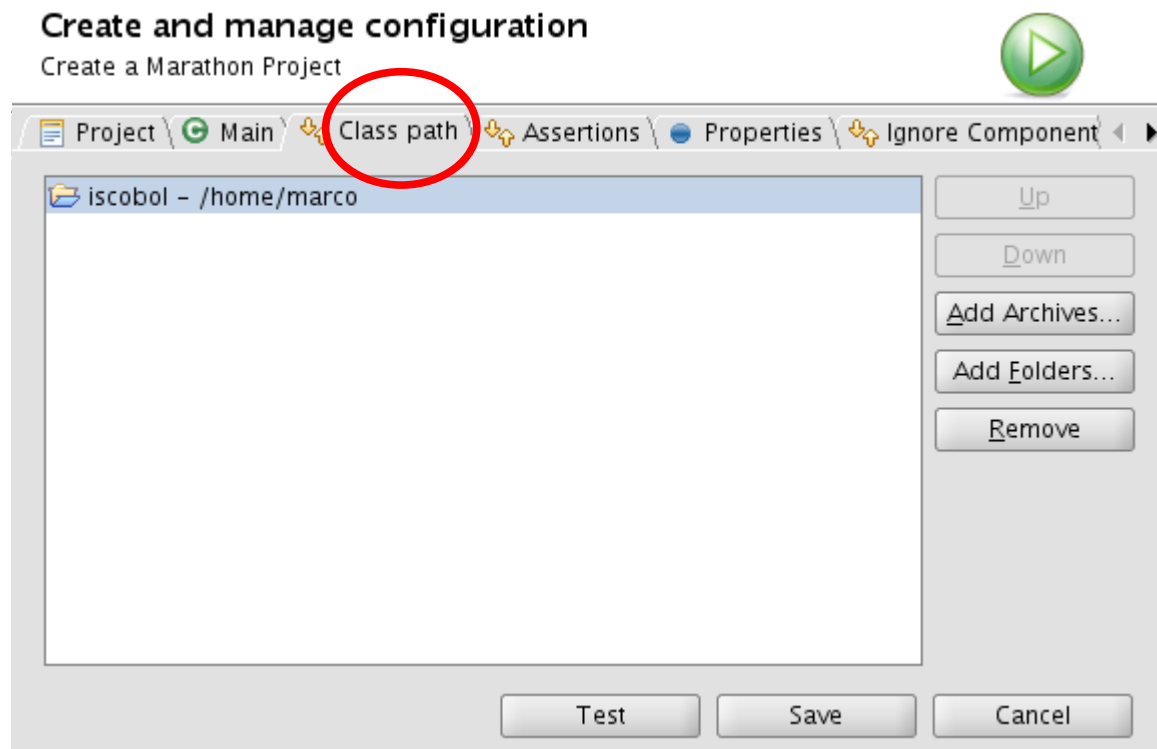 Create and manage configuration
Create a Marathon Project
Project Main Class path Assertions Properties Ignore Component
iscobol – /home/marco
Up
Down
Add Archives...
Add Folders...
Remove
Test Save Cancel